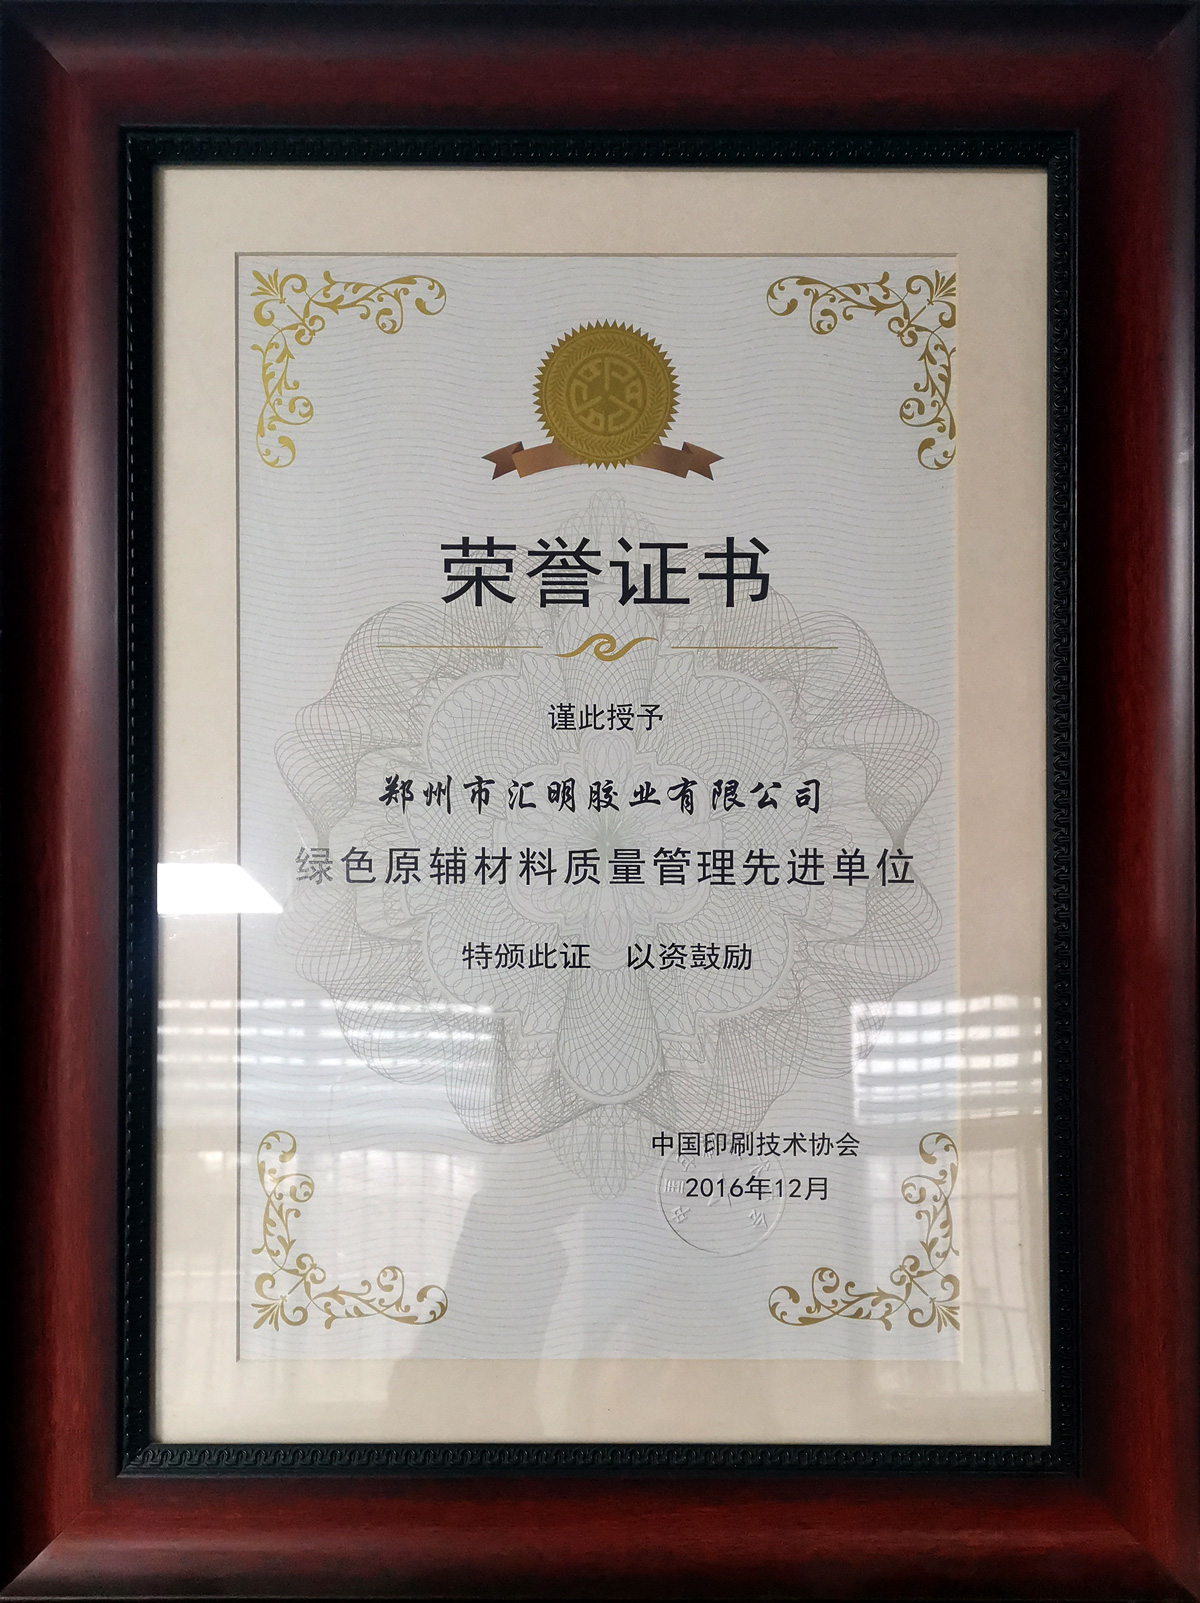 荣誉证书
谨此授予
郑州市汇明胶业有限公司
绿色原辅材料质量管理先进单位
特颁此证 以资鼓励
中国印刷技术协会
2016年12月